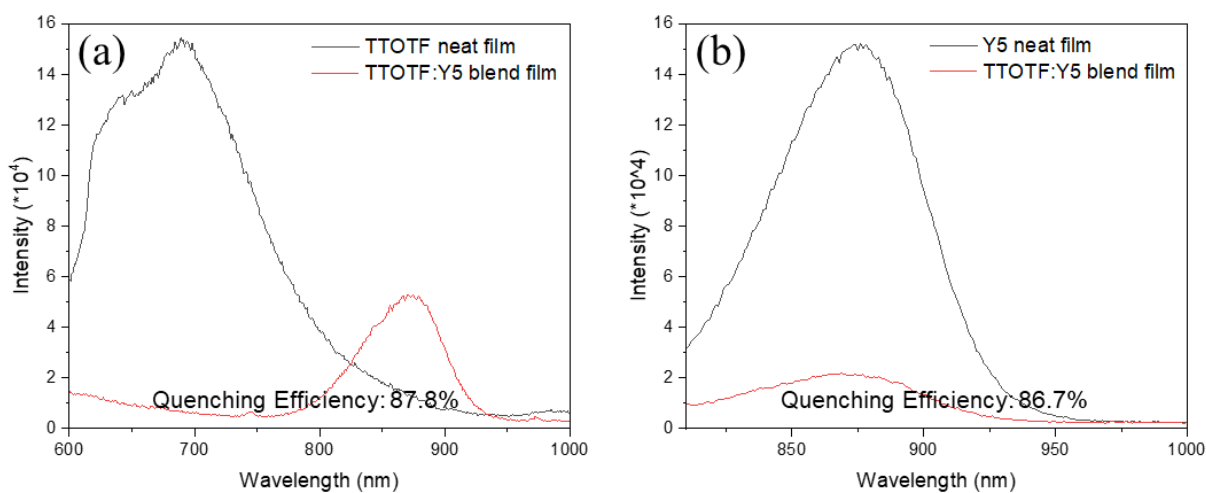 (a)
TTOTF neat film
TTOTF:Y5 blend film
Intensity (*10⁴)
16
14
12
10
8
6
4
2
0
Quenching Efficiency: 87.8%
600
700
800
900
1000
Wavelength (nm)
(b)
Y5 neat film
TTOTF:Y5 blend film
Intensity (*10^4)
16
14
12
10
8
6
4
2
0
Quenching Efficiency: 86.7%
850
900
950
1000
Wavelength (nm)